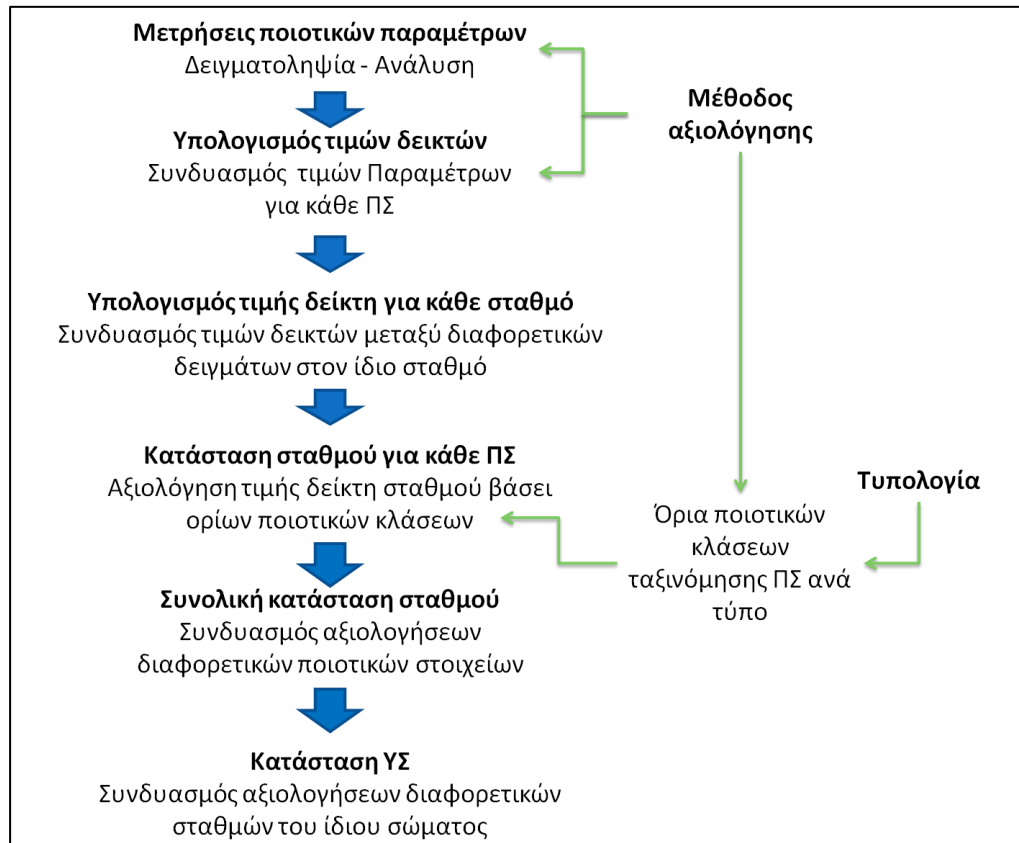 Μετρήσεις ποιοτικών παραμέτρων
Δειγματοληψία - Ανάλυση
Υπολογισμός τιμών δεικτών
Συνδυασμός τιμών Παραμέτρων
για κάθε ΠΣ
Υπολογισμός τιμής δείκτη για κάθε σταθμό
Συνδυασμός τιμών δεικτών μεταξύ διαφορετικών
δειγμάτων στον ίδιο σταθμό
Κατάσταση σταθμού για κάθε ΠΣ
Αξιολόγηση τιμής δείκτη σταθμού βάσει
ορίων ποιοτικών κλάσεων
Συνολική κατάσταση σταθμού
Συνδυασμός αξιολογήσεων
διαφορετικών ποιοτικών στοιχείων
Κατάσταση ΥΣ
Συνδυασμός αξιολογήσεων διαφορετικών
σταθμών του ίδιου σώματος
Μέθοδος
αξιολόγησης
Τυπολογία
Όρια ποιοτικών
κλάσεων
ταξινόμησης ΠΣ ανά
τύπο